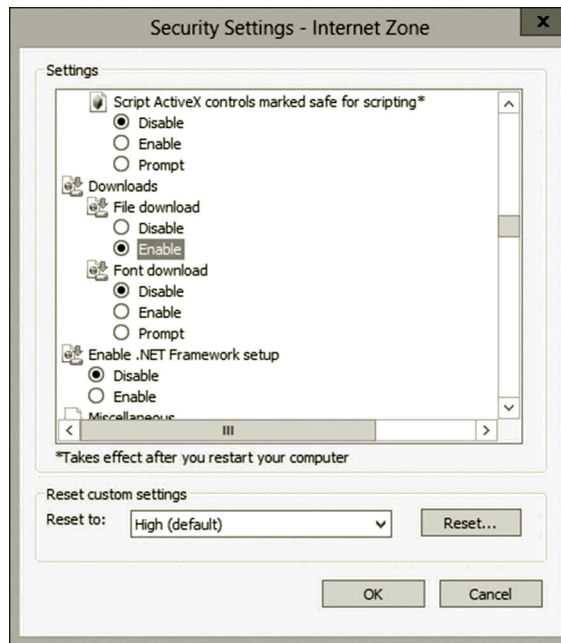 Security Settings - Internet Zone
x
Settings
Script ActiveX controls marked safe for scripting*
Disable
Enable
Prompt
Downloads
File download
Disable
Enable
Font download
Disable
Enable
Prompt
Enable .NET Framework setup
Disable
Enable
Miscellaneous
*Takes effect after you restart your computer
Reset custom settings
Reset to: High (default) Reset...
OK Cancel